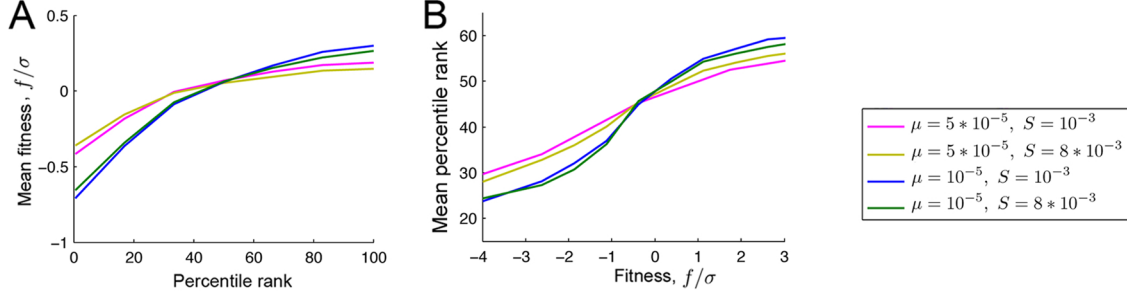 A
0.5
0
−0.5
−1
Mean fitness, f/σ
0 20 40 60 80 100
Percentile rank
B
60
50
40
30
20
Mean percentile rank
−4 −3 −2 −1 0 1 2 3
Fitness, f/σ
μ = 5 * 10⁻⁵, S = 10⁻³
μ = 5 * 10⁻⁵, S = 8 * 10⁻³
μ = 10⁻⁵, S = 10⁻³
μ = 10⁻⁵, S = 8 * 10⁻³